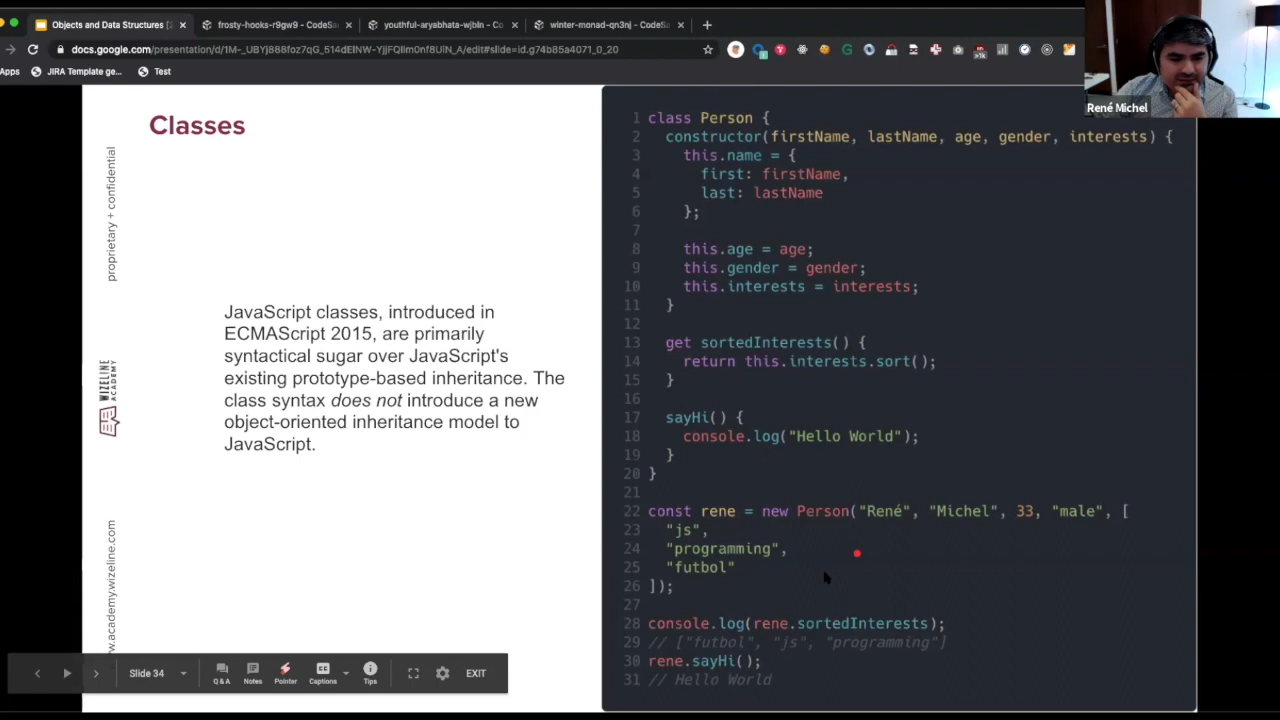 Objects and Data Structures [
frosty-hooks-r9gw9 - CodeSa
youthful-aryabhata-wjbln - Co
winter-monad-qn3nj - CodeSa
docs.google.com/presentation/d/1M-_UBYj888foz7qG_514dElNW-YjjFQIlm0nf8UiN_A/edit#slide=id.g74b85a4071_0_20
Apps
JIRA Template ge...
Test
René Michel
Classes
proprietary + confidential
WIZELINE
ACADEMY
w.academy.wizeline.com
JavaScript classes, introduced in
ECMAScript 2015, are primarily
syntactical sugar over JavaScript's
existing prototype-based inheritance. The
class syntax does not introduce a new
object-oriented inheritance model to
JavaScript.
1 class Person {
2 constructor(firstName, lastName, age, gender, interests) {
3 this.name = {
4 first: firstName,
5 last: lastName
6 };
7
8 this.age = age;
9 this.gender = gender;
10 this.interests = interests;
11 }
12
13 get sortedInterests() {
14 return this.interests.sort();
15 }
16
17 sayHi() {
18 console.log("Hello World");
19 }
20 }
21
22 const rene = new Person("René", "Michel", 33, "male", [
23 "js",
24 "programming",
25 "futbol"
26 ]);
27
28 console.log(rene.sortedInterests);
29 // ["futbol", "js", "programming"]
30 rene.sayHi();
31 // Hello World
Slide 34
Q & A
Notes
Pointer
Captions
Tips
EXIT